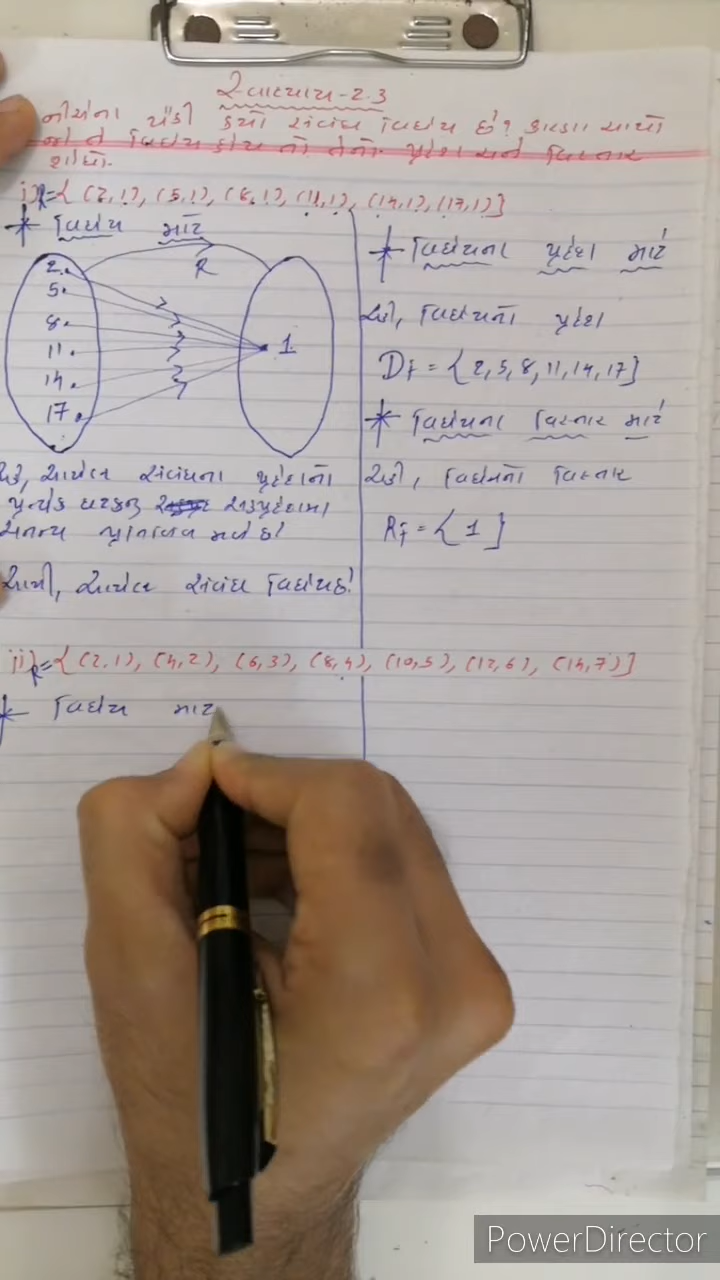 સ્વાધ્યાય-2.3
નીચેના પૈકી કયા સંબંધ વિધેય છે? કારણ આપો
જો તે વિધેય હોય તો તેનો પ્રદેશ અને વિસ્તાર
શોધો.
i) R={ (2,1), (5,1), (8,1), (11,1), (14,1), (17,1)}
* વિધેય માટે
R
2
5
8
11
14
17
1
અહીં, આપેલ સંબંધના પ્રદેશનો
પ્રત્યેક ઘટક સહપ્રદેશમાં
અનન્ય પ્રતિબિંબ ધરાવે છે.
આથી, આપેલ સંબંધ વિધેય છે.
* વિધેયના પ્રદેશ માટે
અહીં, વિધેયનો પ્રદેશ
Df = { 2, 5, 8, 11, 14, 17}
* વિધેયના વિસ્તાર માટે
અહીં, વિધેયનો વિસ્તાર
Rf = { 1 }
ii) R={ (2,1), (4,2), (6,3), (8,4), (10,5), (12,6), (14,7)}
* વિધેય માટ
PowerDirector